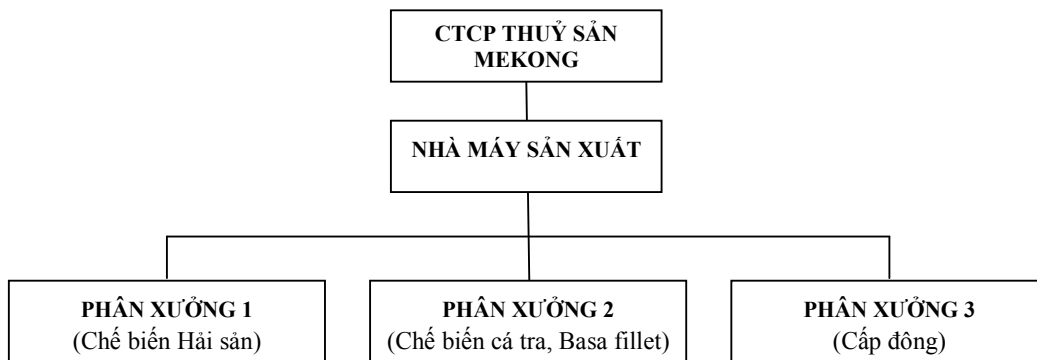 CTCP THUỶ SẢN
MEKONG
NHÀ MÁY SẢN XUẤT
PHÂN XƯỞNG 1
(Chế biến Hải sản)
PHÂN XƯỞNG 2
(Chế biến cá tra, Basa fillet)
PHÂN XƯỞNG 3
(Cấp đông)